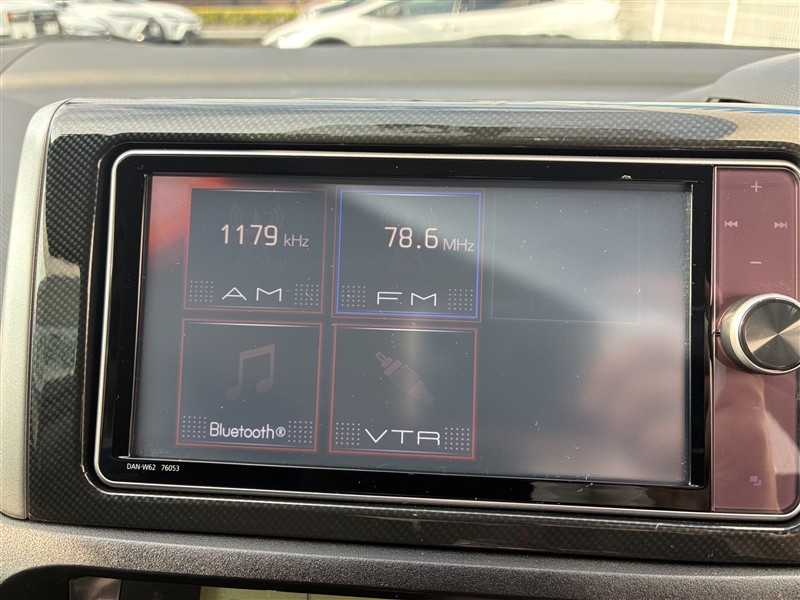 1179 kHz
AM
78.6 MHz
FM
Bluetooth®
VTR
DAN-W62 76053